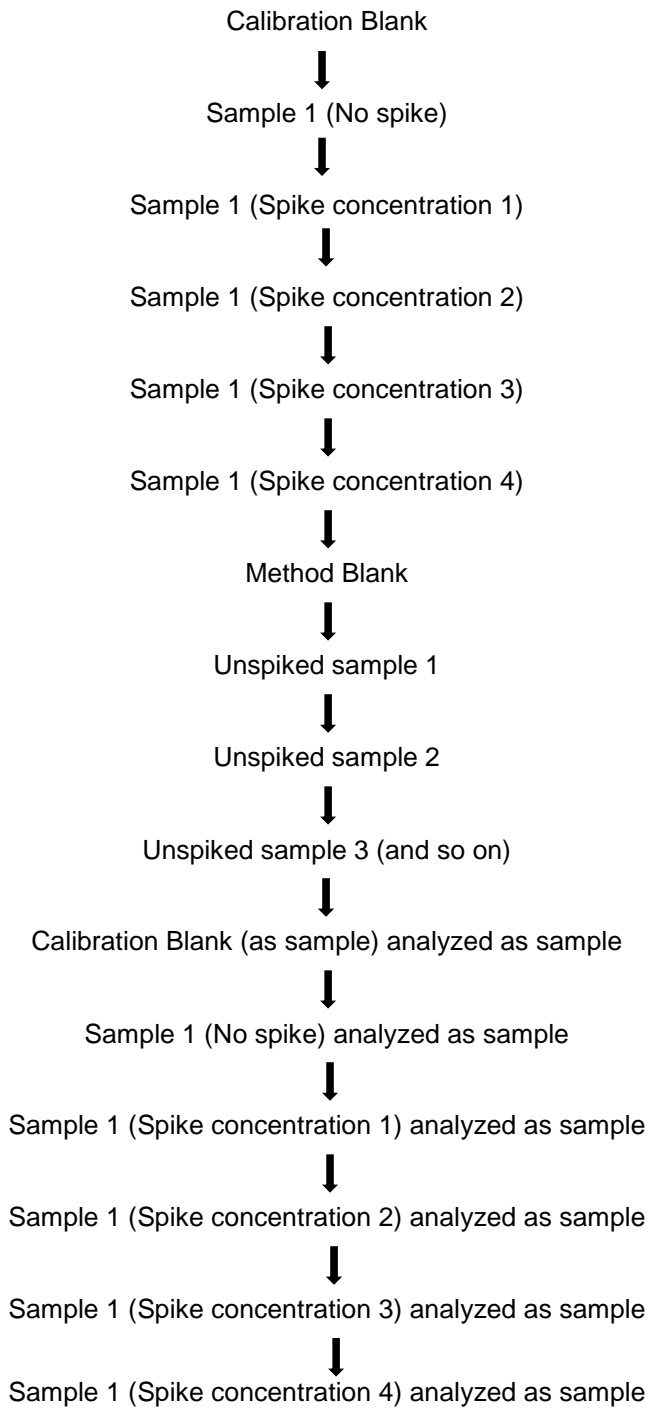 Calibration Blank
Sample 1 (No spike)
Sample 1 (Spike concentration 1)
Sample 1 (Spike concentration 2)
Sample 1 (Spike concentration 3)
Sample 1 (Spike concentration 4)
Method Blank
Unspiked sample 1
Unspiked sample 2
Unspiked sample 3 (and so on)
Calibration Blank (as sample) analyzed as sample
Sample 1 (No spike) analyzed as sample
Sample 1 (Spike concentration 1) analyzed as sample
Sample 1 (Spike concentration 2) analyzed as sample
Sample 1 (Spike concentration 3) analyzed as sample
Sample 1 (Spike concentration 4) analyzed as sample